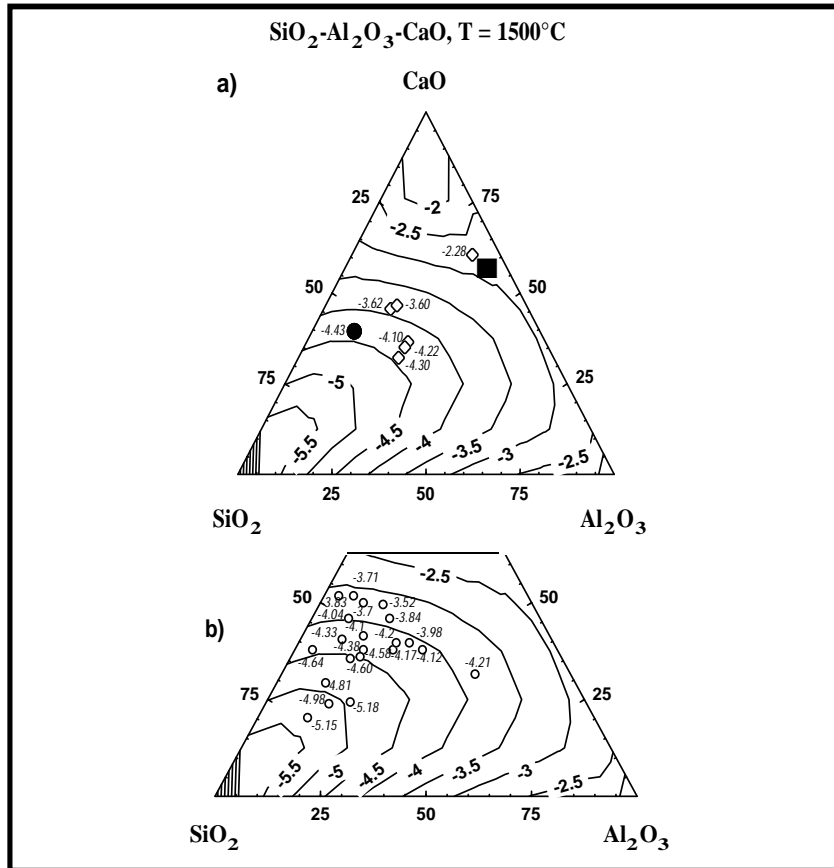 SiO2-Al2O3-CaO, T = 1500°C
a)
CaO
25 75
-2
-2.5
-2.28
50 50
-3.62 -3.60
-4.43 -4.10
-4.22
-4.30
75 -5 25
-5.5 -4.5 -4 -3.5 -3 -2.5
25 50 75
SiO2 Al2O3
b)
-3.71 -2.5
50 -3.83 -3.7 -3.52 50
-4.04 -3.84
-4.33 -4.1 -4.2 -3.98
-4.38 -4.58 -4.17 -4.12
-4.64 -4.60 -4.21
75 -4.81 25
-4.98 -5.18
-5.15
-5.5 -5 -4.5 -4 -3.5 -3 -2.5
25 50 75
SiO2 Al2O3